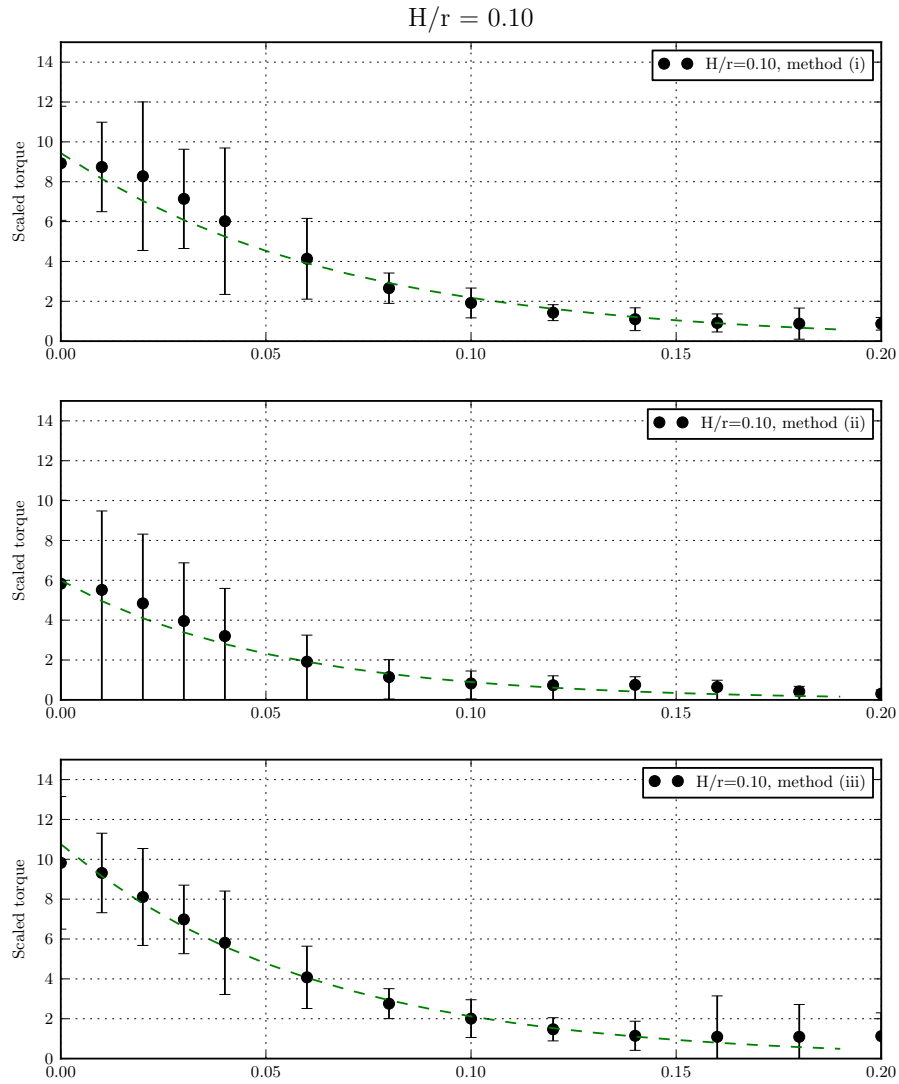 H/r = 0.10
14
H/r=0.10, method (i)
12
10
8
6
4
2
0
Scaled torque
0.00 0.05 0.10 0.15 0.20
14
H/r=0.10, method (ii)
12
10
8
6
4
2
0
Scaled torque
0.00 0.05 0.10 0.15 0.20
14
H/r=0.10, method (iii)
12
10
8
6
4
2
0
Scaled torque
0.00 0.05 0.10 0.15 0.20